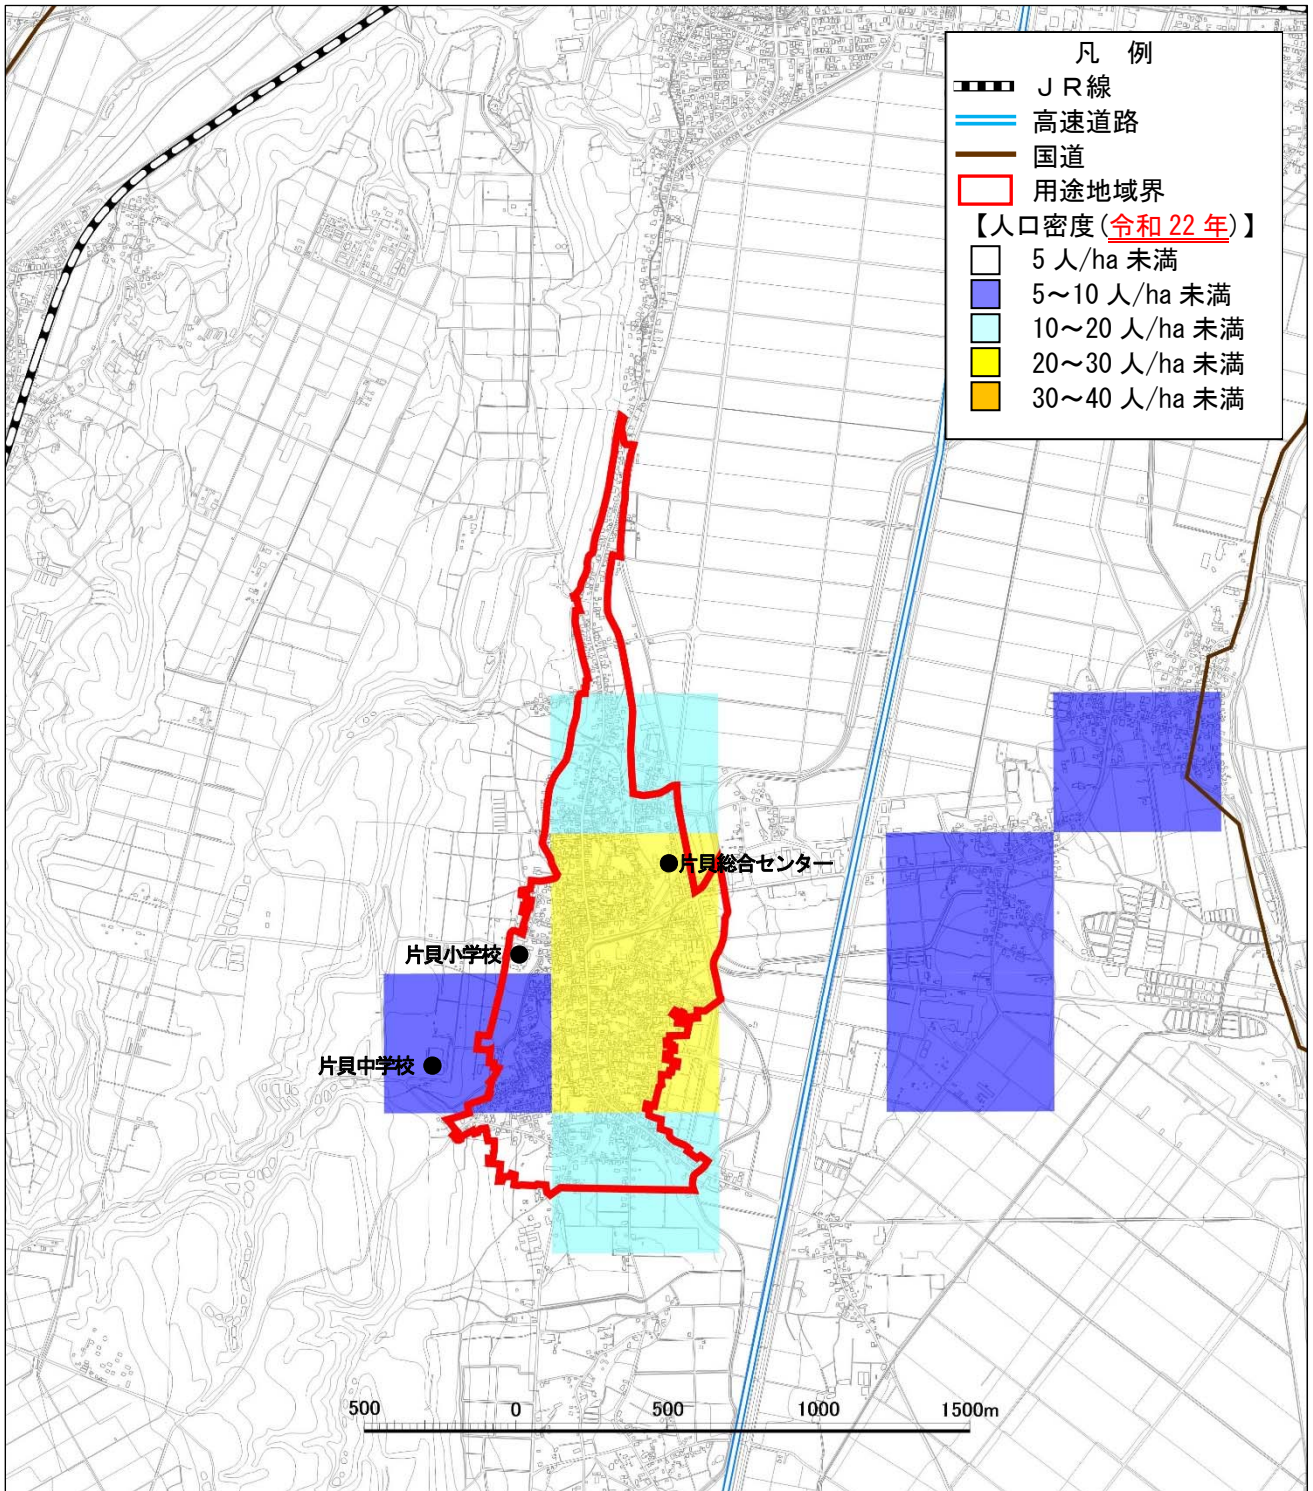 凡　例
ＪＲ線
高速道路
国道
用途地域界
【人口密度(令和 22 年)】
5 人/ha 未満
5～10 人/ha 未満
10～20 人/ha 未満
20～30 人/ha 未満
30～40 人/ha 未満
片貝総合センター
片貝小学校
片貝中学校
500 0 500 1000 1500m